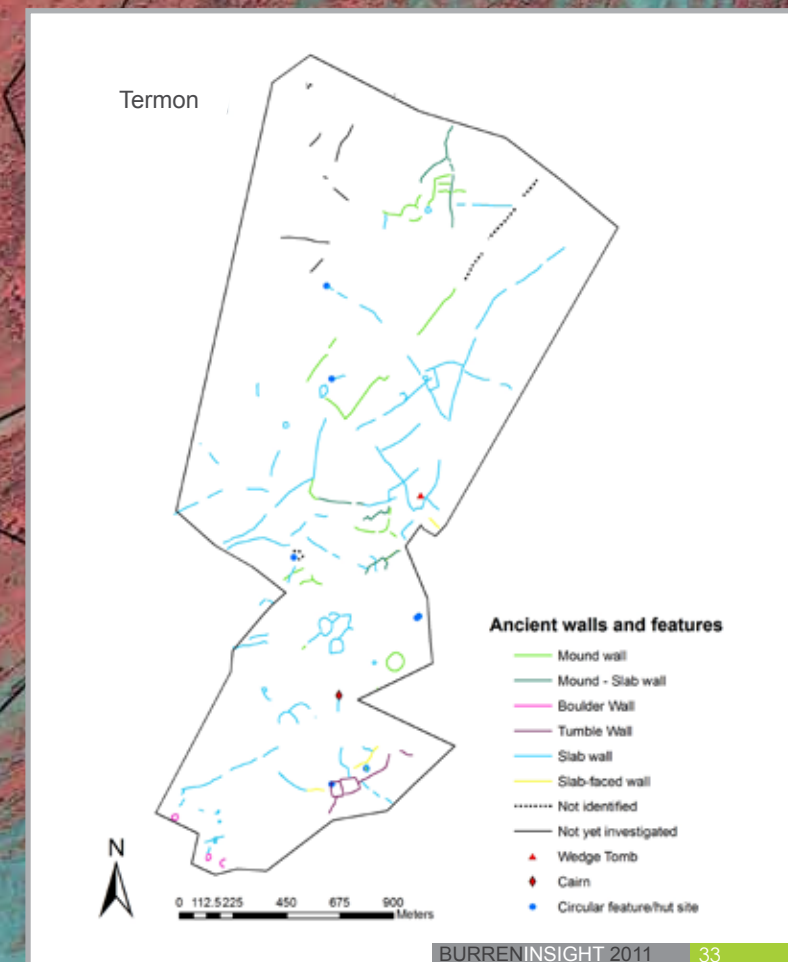 Termon
Ancient walls and features
Mound wall
Mound - Slab wall
Boulder Wall
Tumble Wall
Slab wall
Slab-faced wall
Not identified
Not yet investigated
Wedge Tomb
Cairn
Circular feature/hut site
N
0 112.5 225 450 675 900
Meters
BURRENINSIGHT 2011 33